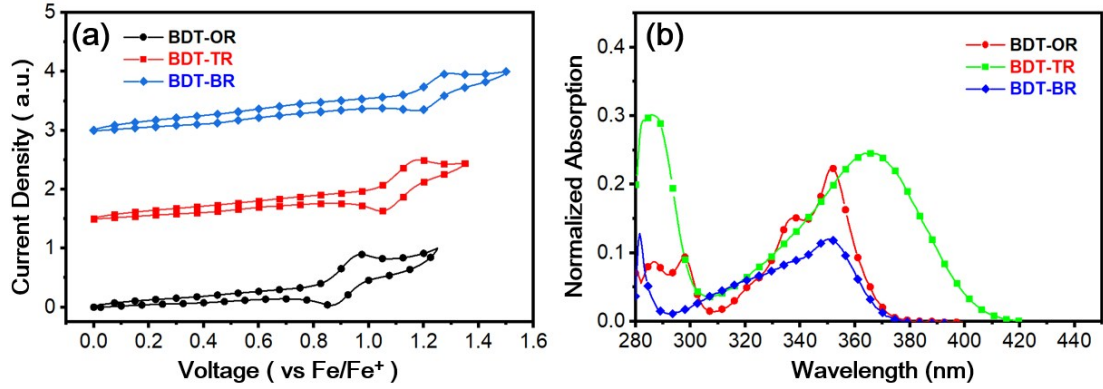 (a)
BDT-OR
BDT-TR
BDT-BR
Current Density ( a.u.)
5
4
3
2
1
0
0.0 0.2 0.4 0.6 0.8 1.0 1.2 1.4 1.6
Voltage ( vs Fe/Fe⁺ )
(b)
BDT-OR
BDT-TR
BDT-BR
Normalized Absorption
0.4
0.3
0.2
0.1
0.0
280 300 320 340 360 380 400 420 440
Wavelength (nm)